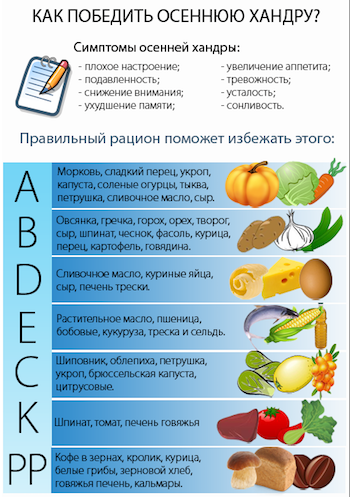 КАК ПОБЕДИТЬ ОСЕННЮЮ ХАНДРУ?
Симптомы осенней хандры:
- плохое настроение;
- подавленность;
- снижение внимания;
- ухудшение памяти;
- увеличение аппетита;
- тревожность;
- усталость;
- сонливость.
Правильный рацион поможет избежать этого:
A
Морковь, сладкий перец, укроп,
капуста, соленые огурцы, тыква,
петрушка, сливочное масло, сыр.
B
Овсянка, гречка, горох, орех, творог,
сыр, шпинат, чеснок, фасоль, курица,
перец, картофель, говядина.
D
Сливочное масло, куриные яйца,
сыр, печень трески.
E
Растительное масло, пшеница,
бобовые, кукуруза, треска и сельдь.
C
Шиповник, облепиха, петрушка,
укроп, брюссельская капуста,
цитрусовые.
K
Шпинат, томат, печень говяжья
PP
Кофе в зернах, кролик, курица,
белые грибы, зерновой хлеб,
говяжья печень, кальмары.